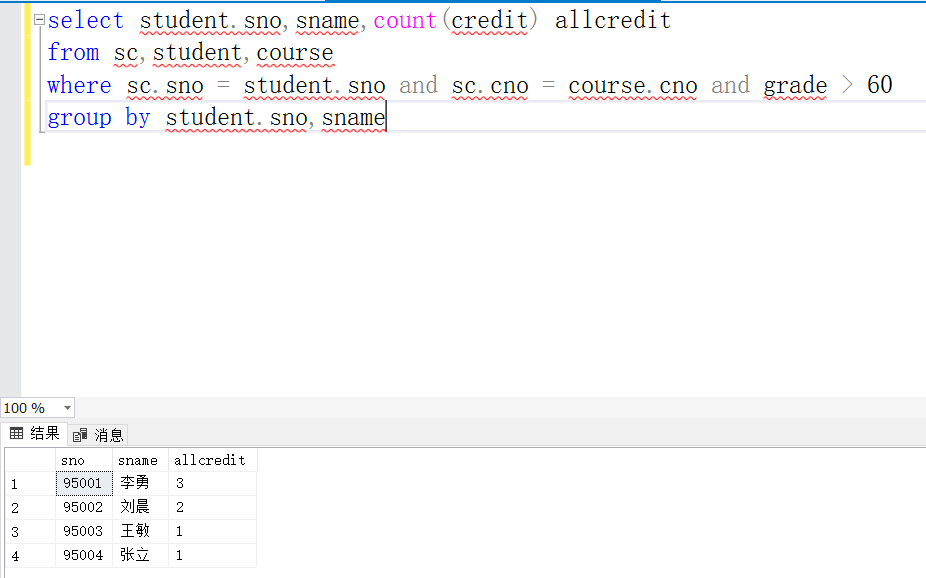 select student.sno,sname,count(credit) allcredit
from sc,student,course
where sc.sno = student.sno and sc.cno = course.cno and grade > 60
group by student.sno,sname
100 %
结果 消息
sno sname allcredit
1 95001 李勇 3
2 95002 刘晨 2
3 95003 王敏 1
4 95004 张立 1